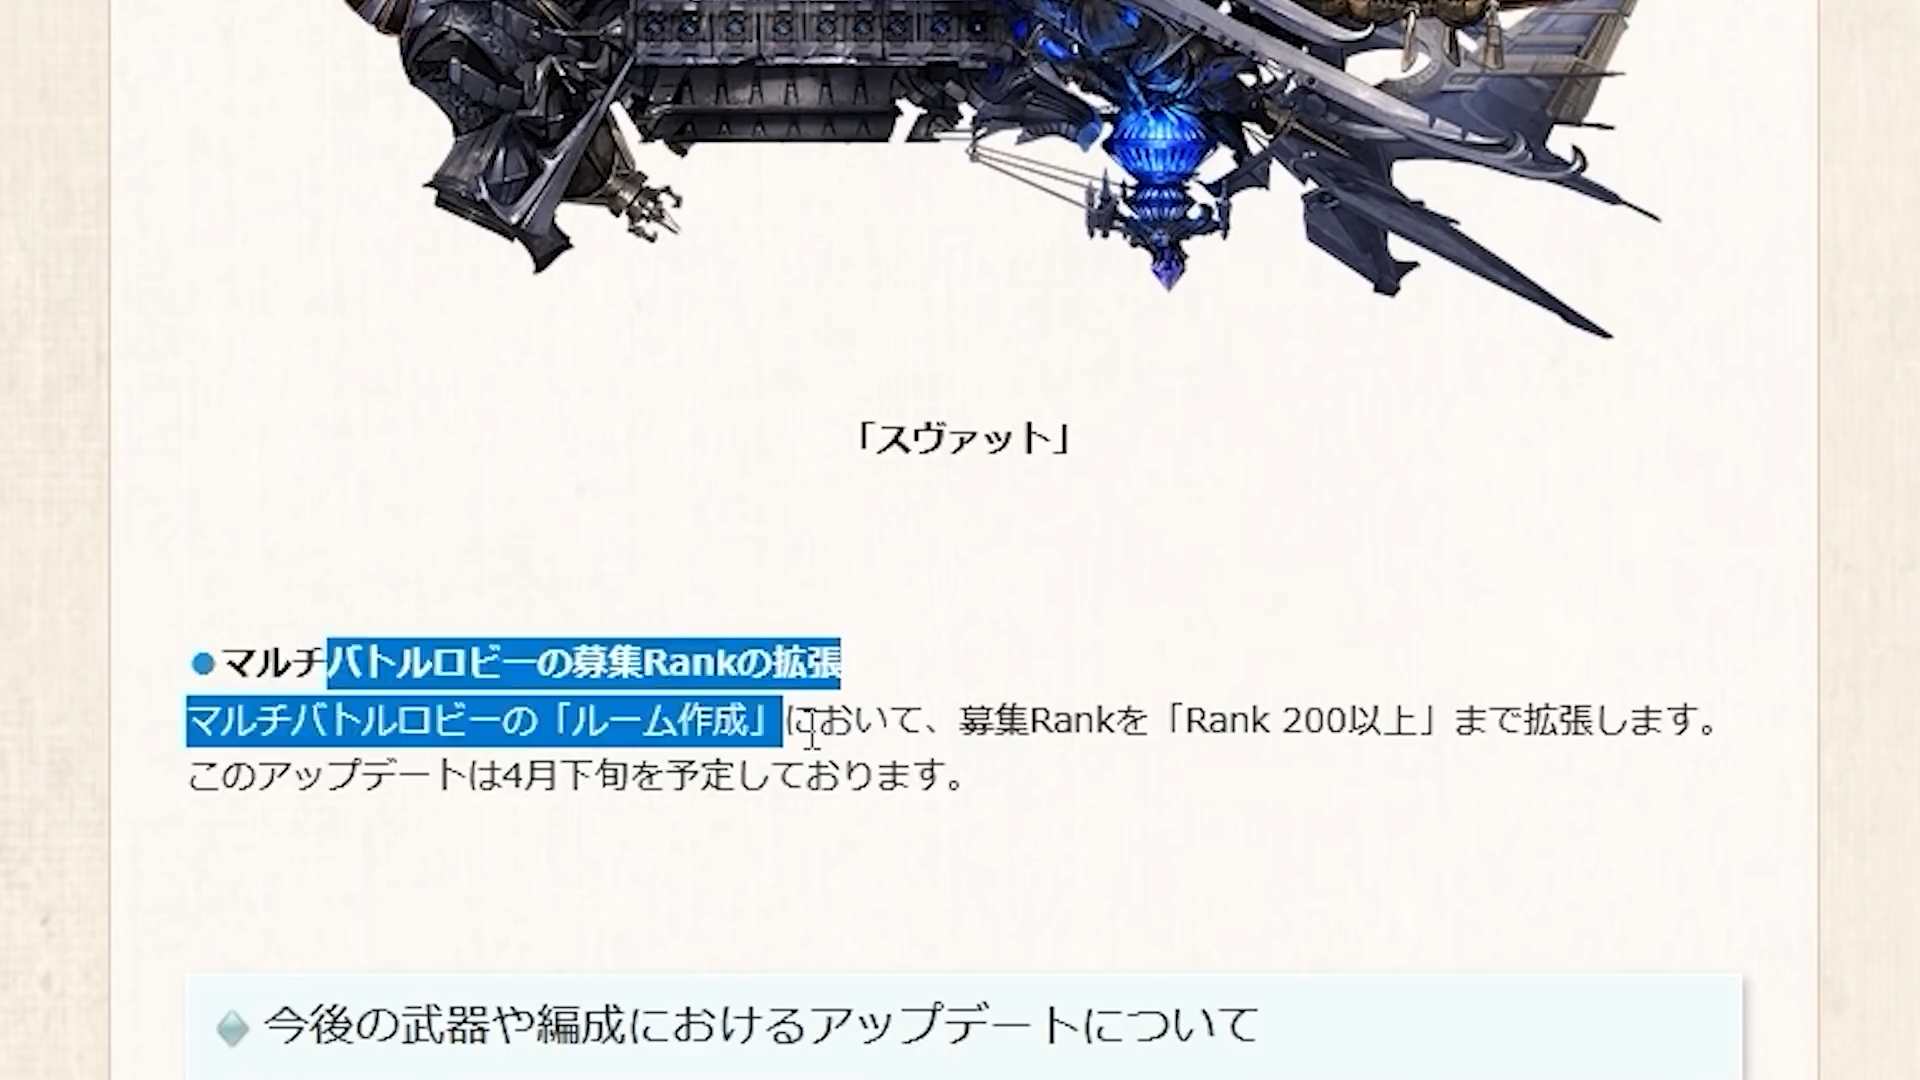 「スヴァット」
●マルチバトルロビーの募集Rankの拡張
マルチバトルロビーの「ルーム作成」において、募集Rankを「Rank 200以上」まで拡張します。
このアップデートは4月下旬を予定しております。
今後の武器や編成におけるアップデートについて